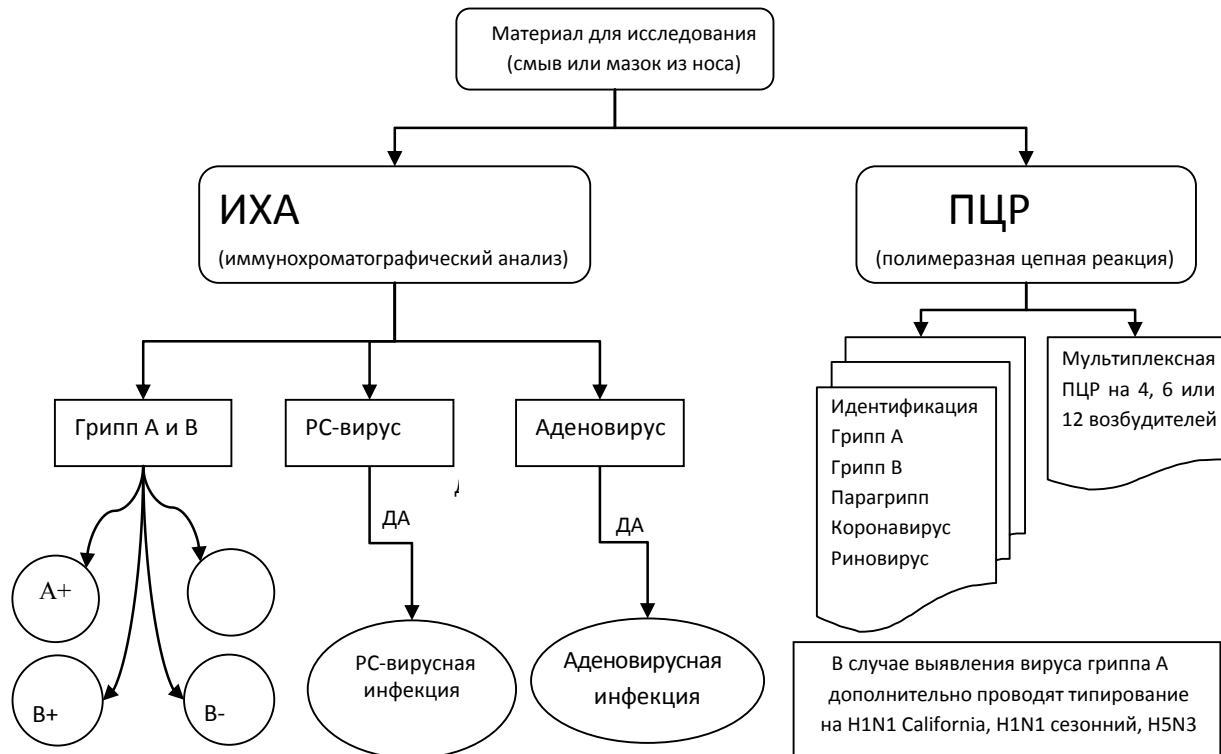 Материал для исследования
(смыв или мазок из носа)
ИХА
(иммунохроматографический анализ)
ПЦР
(полимеразная цепная реакция)
Грипп А и В
РС-вирус
Аденовирус
Идентификация
Грипп А
Грипп В
Парагрипп
Коронавирус
Риновирус
Мультиплексная
ПЦР на 4, 6 или
12 возбудителей
ДА
ДА
А+
В+
В-
РС-вирусная
инфекция
Аденовирусная
инфекция
В случае выявления вируса гриппа А
дополнительно проводят типирование
на H1N1 California, H1N1 сезонний, H5N3